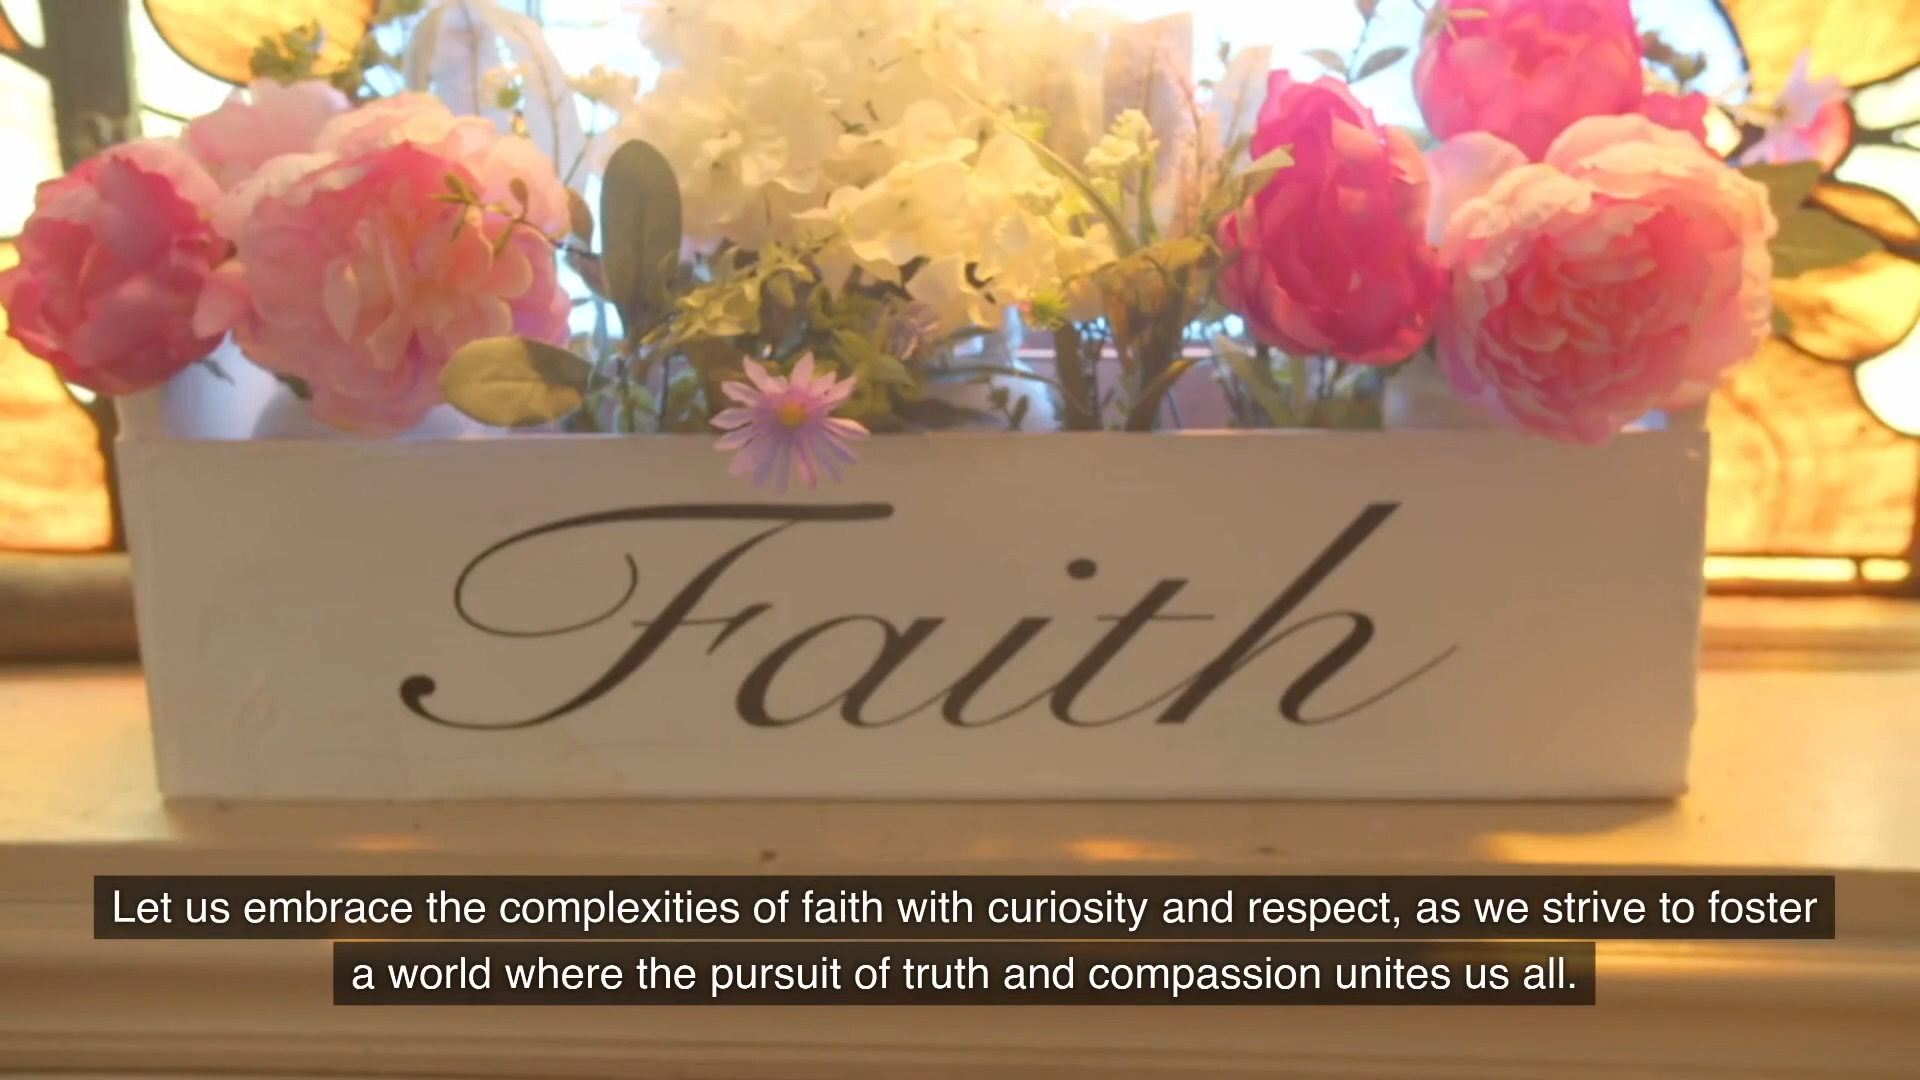 Faith
Let us embrace the complexities of faith with curiosity and respect, as we strive to foster
a world where the pursuit of truth and compassion unites us all.